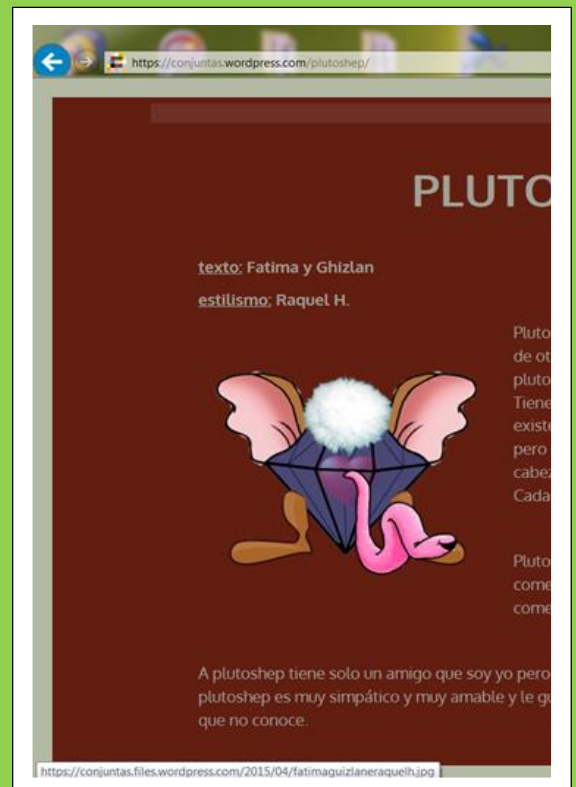 https://conjuntas.wordpress.com/plutoshep/
PLUTO
texto: Fatima y Ghizlan
estilismo: Raquel H.
Pluto
de ot
pluto
Tiene
existe
pero
cabez
Cada
Pluto
come
come
A plutoshep tiene solo un amigo que soy yo pero
plutoshep es muy simpático y muy amable y le gu
que no conoce.
https://conjuntas.files.wordpress.com/2015/04/fatimaguizlaneraquelh.jpg